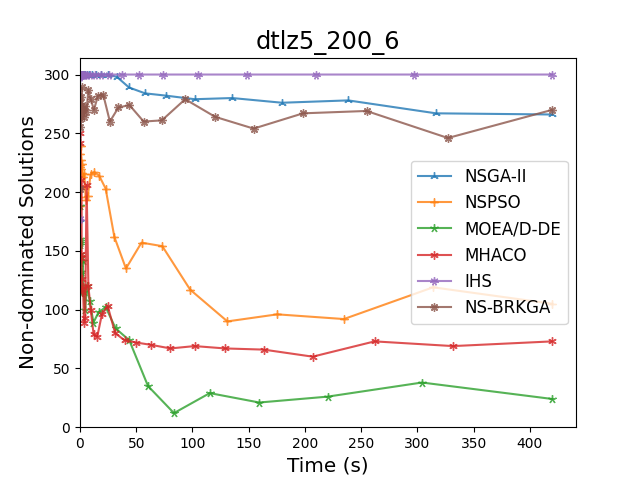 dtlz5_200_6
Non-dominated Solutions
300
250
200
150
100
50
0
NSGA-II
NSPSO
MOEA/D-DE
MHACO
IHS
NS-BRKGA
0 50 100 150 200 250 300 350 400
Time (s)